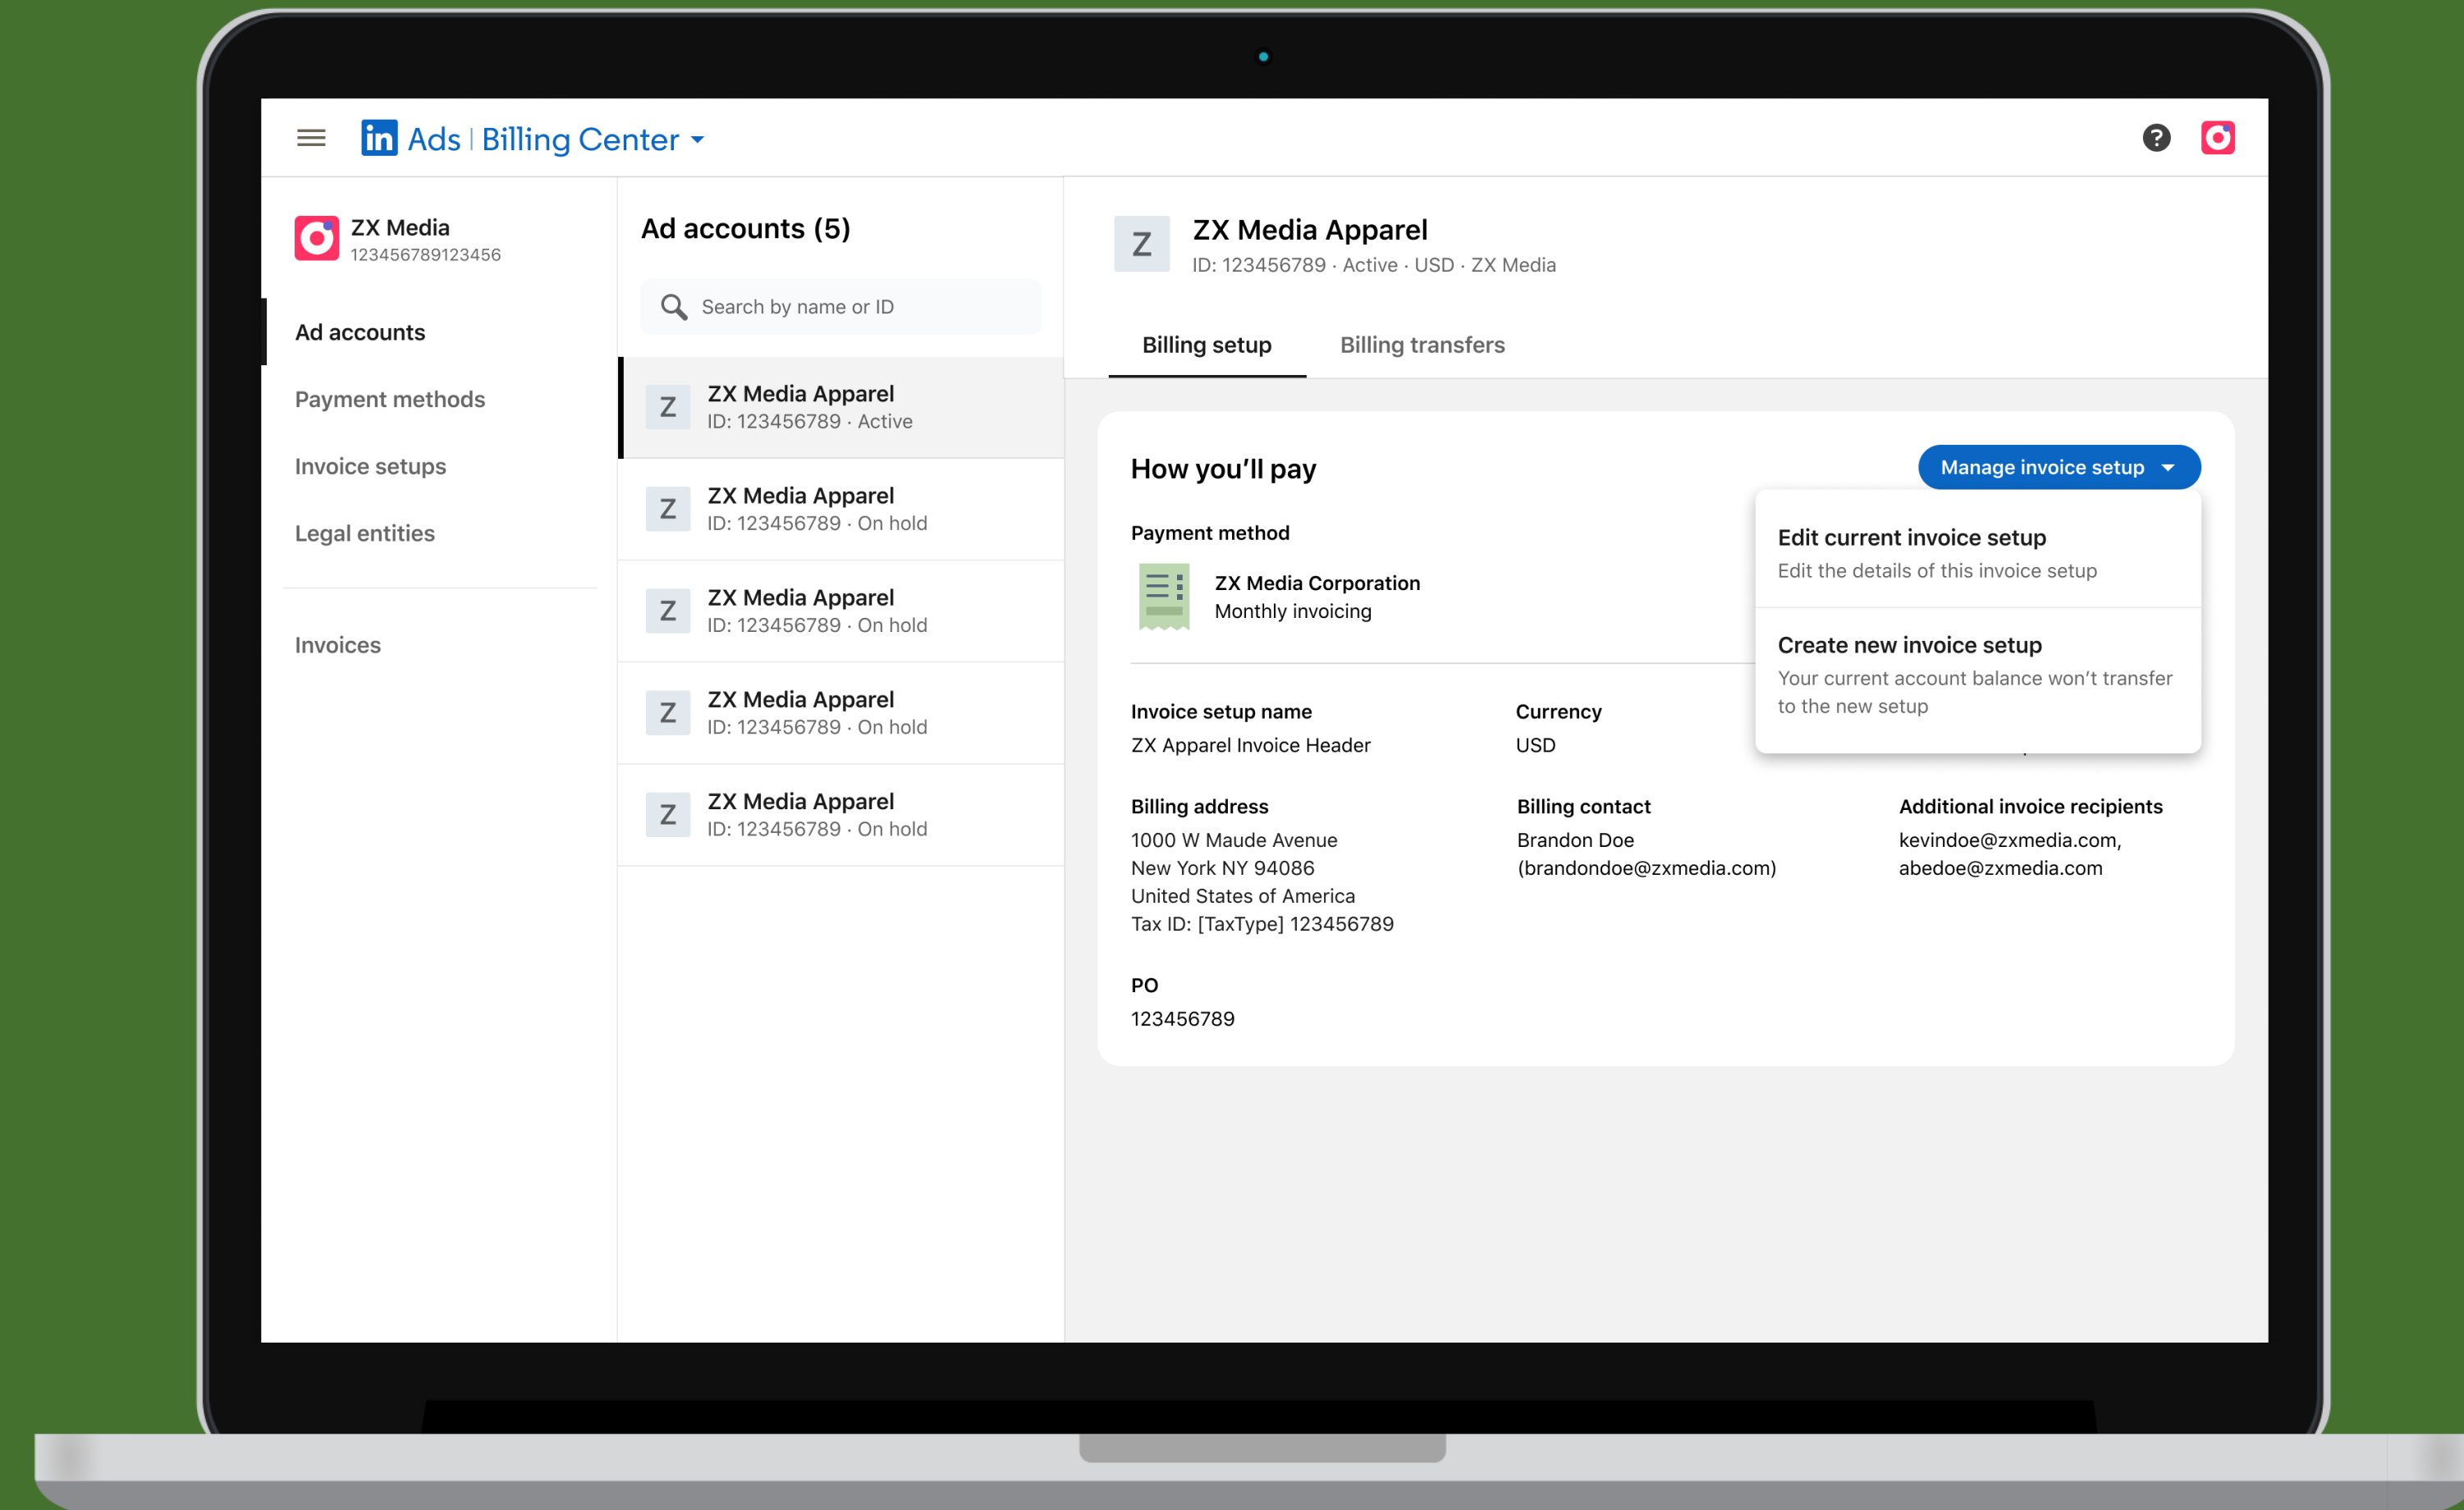 in Ads | Billing Center
?
ZX Media
123456789123456
Ad accounts
Payment methods
Invoice setups
Legal entities
Invoices
Ad accounts (5)
Search by name or ID
Z
ZX Media Apparel
ID: 123456789 · Active
Z
ZX Media Apparel
ID: 123456789 · On hold
Z
ZX Media Apparel
ID: 123456789 · On hold
Z
ZX Media Apparel
ID: 123456789 · On hold
Z
ZX Media Apparel
ID: 123456789 · On hold
Z
ZX Media Apparel
ID: 123456789 · Active · USD · ZX Media
Billing setup
Billing transfers
How you’ll pay
Manage invoice setup
Edit current invoice setup
Edit the details of this invoice setup
Create new invoice setup
Your current account balance won’t transfer
to the new setup
Payment method
ZX Media Corporation
Monthly invoicing
Invoice setup name
ZX Apparel Invoice Header
Currency
USD
Billing address
1000 W Maude Avenue
New York NY 94086
United States of America
Tax ID: [TaxType] 123456789
Billing contact
Brandon Doe
(brandondoe@zxmedia.com)
Additional invoice recipients
kevindoe@zxmedia.com,
abedoe@zxmedia.com
PO
123456789